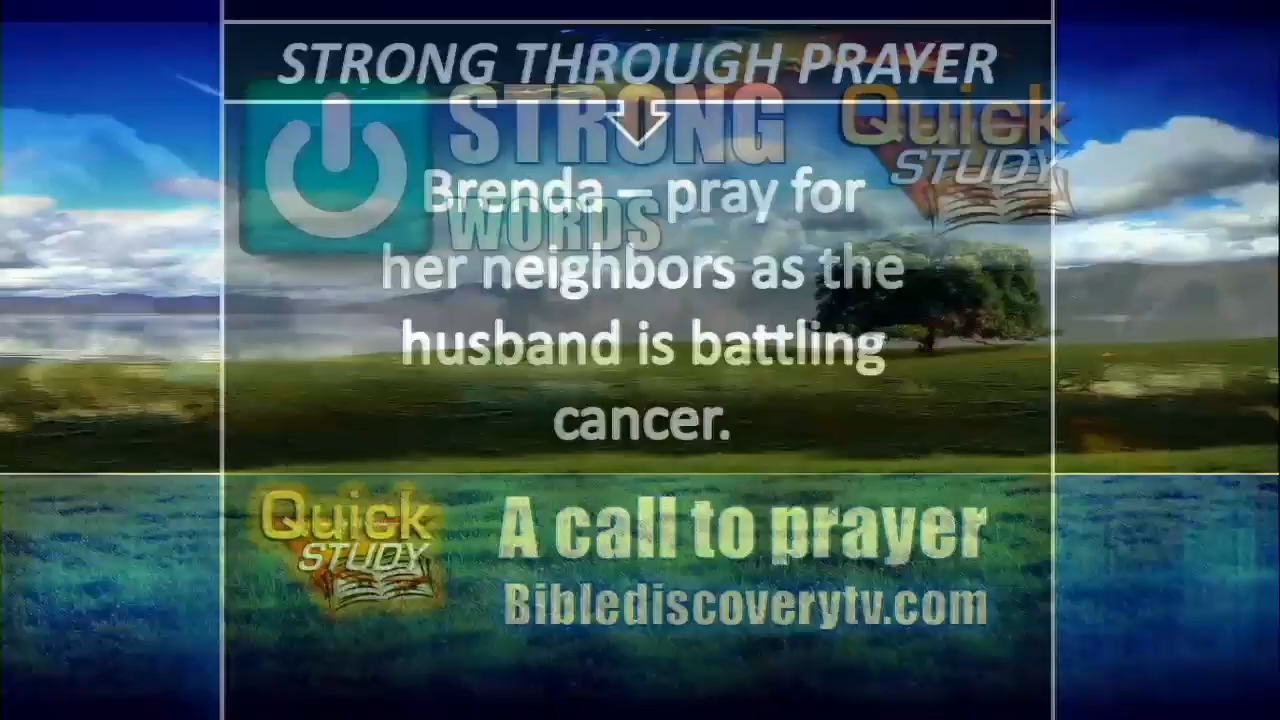 STRONG THROUGH PRAYER
STRONG
WORDS
Quick
STUDY
Brenda – pray for
her neighbors as the
husband is battling
cancer.
Quick
STUDY
A call to prayer
Biblediscoverytv.com